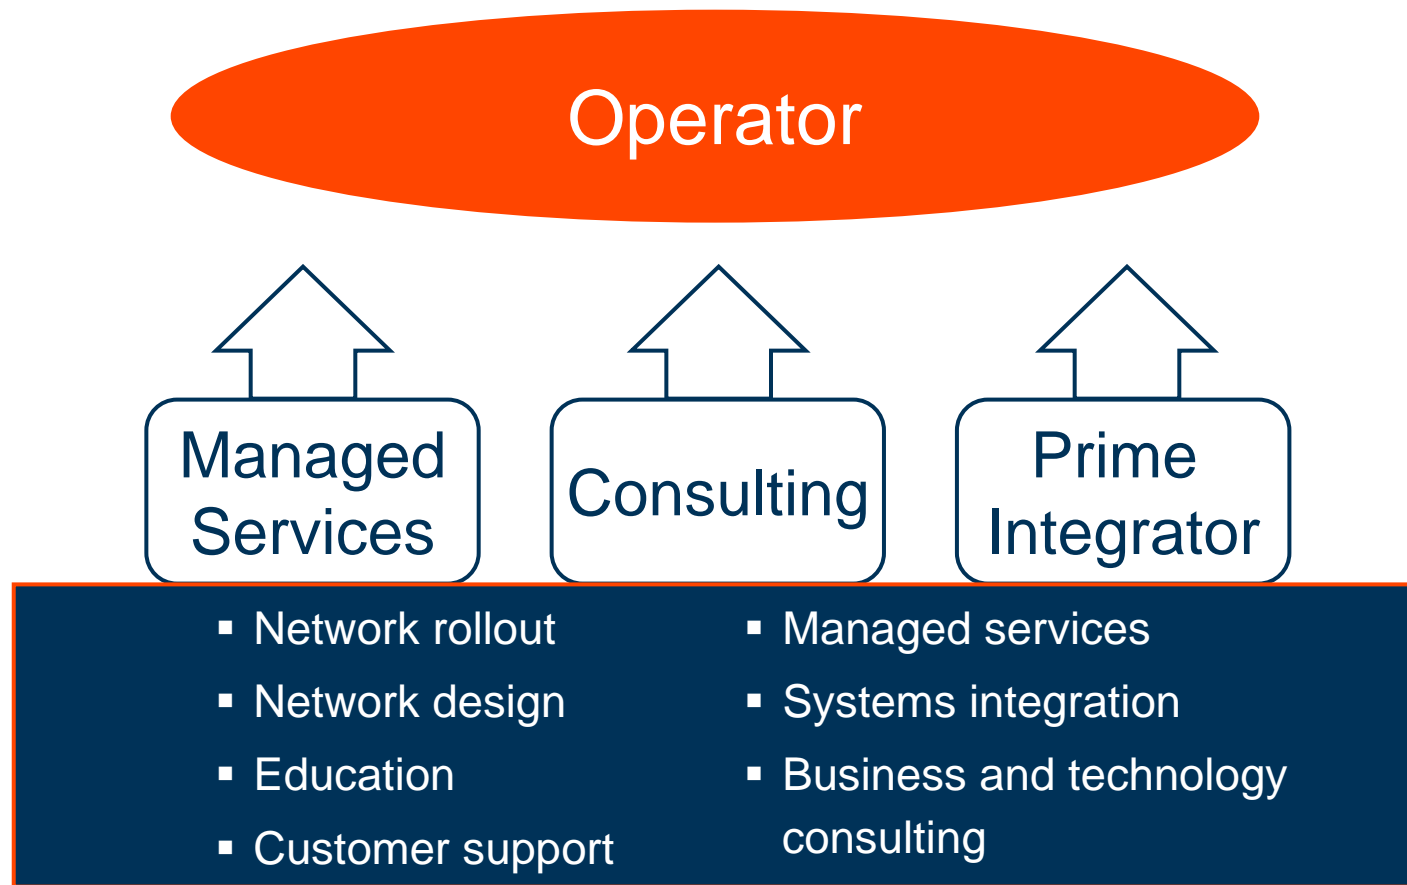 Operator
Managed
Services
Consulting
Prime
Integrator
▪ Network rollout
▪ Network design
▪ Education
▪ Customer support
▪ Managed services
▪ Systems integration
▪ Business and technology
consulting